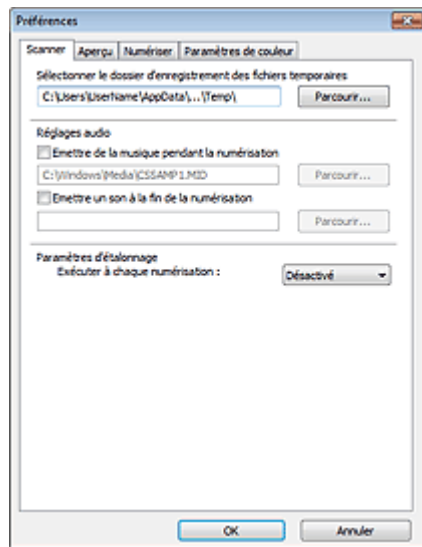 Préférences
Scanner Aperçu Numériser Paramètres de couleur
Sélectionner le dossier d'enregistrement des fichiers temporaires
C:\Users\UserName\AppData\...\Temp\ Parcourir...
Réglages audio
Emettre de la musique pendant la numérisation
C:\Windows\Media\CSSAMP1.MID Parcourir...
Emettre un son à la fin de la numérisation
Parcourir...
Paramètres d'étalonnage
Exécuter à chaque numérisation : Désactivé
OK Annuler